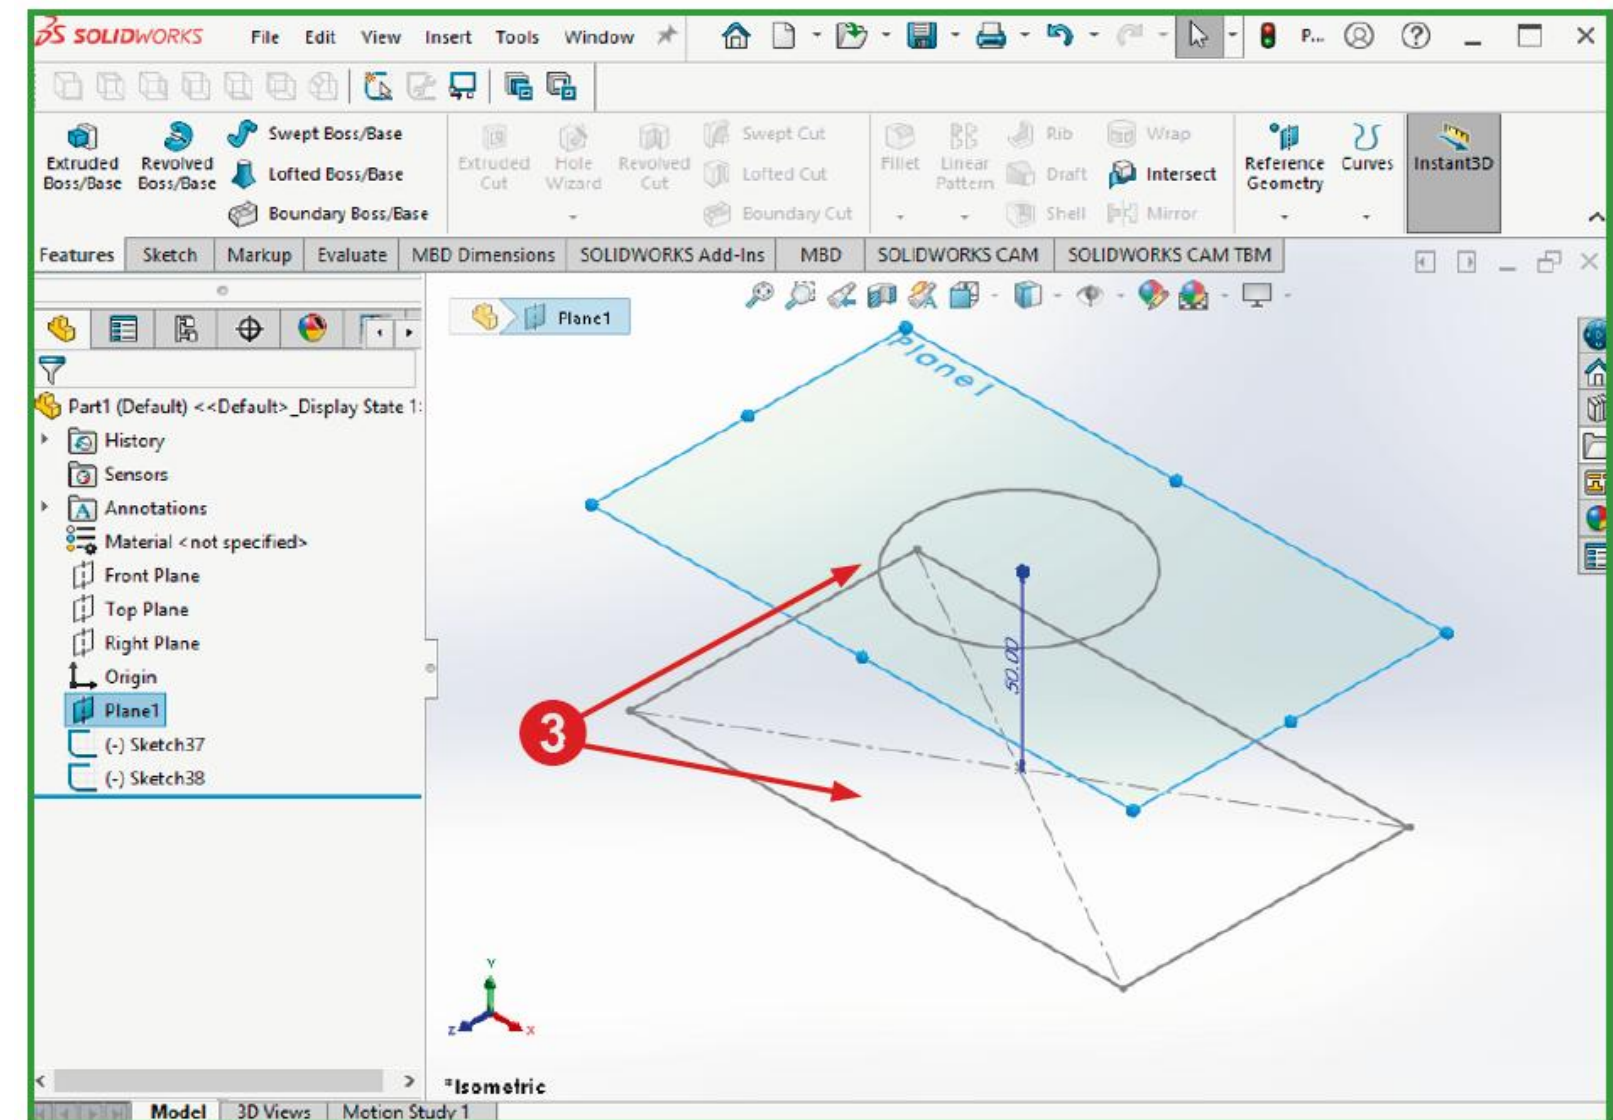 SOLIDWORKS File Edit View Insert Tools Window P... ?
Extruded Boss/Base
Revolved Boss/Base
Swept Boss/Base
Lofted Boss/Base
Boundary Boss/Base
Extruded Cut
Hole Wizard
Revolved Cut
Swept Cut
Lofted Cut
Boundary Cut
Fillet
Linear Pattern
Rib
Draft
Shell
Wrap
Intersect
Mirror
Reference Geometry
Curves
Instant3D
Features Sketch Markup Evaluate MBD Dimensions SOLIDWORKS Add-Ins MBD SOLIDWORKS CAM SOLIDWORKS CAM TBM
Plane1
Part1 (Default) <<Default>_Display State 1
History
Sensors
A Annotations
Material <not specified>
Front Plane
Top Plane
Right Plane
Origin
Plane1
(-) Sketch37
(-) Sketch38
Plane1
50.00
3
Y
Z
X
*Isometric
Model 3D Views Motion Study 1